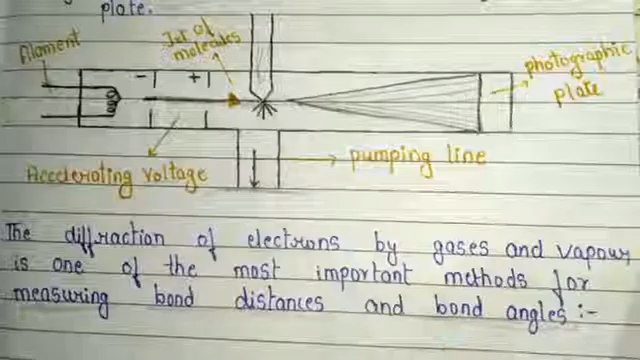 plate.
filament
Jet of
molecules
- +
photographic
plate
Accelerating voltage
pumping line
The diffraction of electrons by gases and vapour
is one of the most important methods for
measuring bond distances and bond angles :-